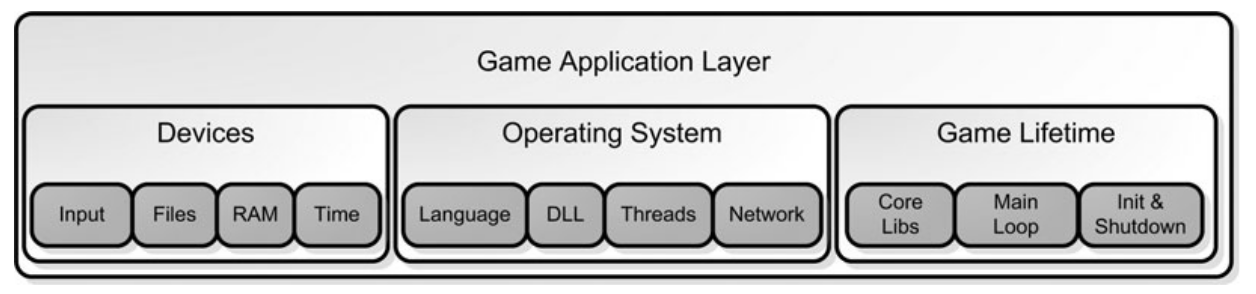 Game Application Layer
Devices
Operating System
Game Lifetime
Input
Files
RAM
Time
Language
DLL
Threads
Network
Core
Libs
Main
Loop
Init &
Shutdown